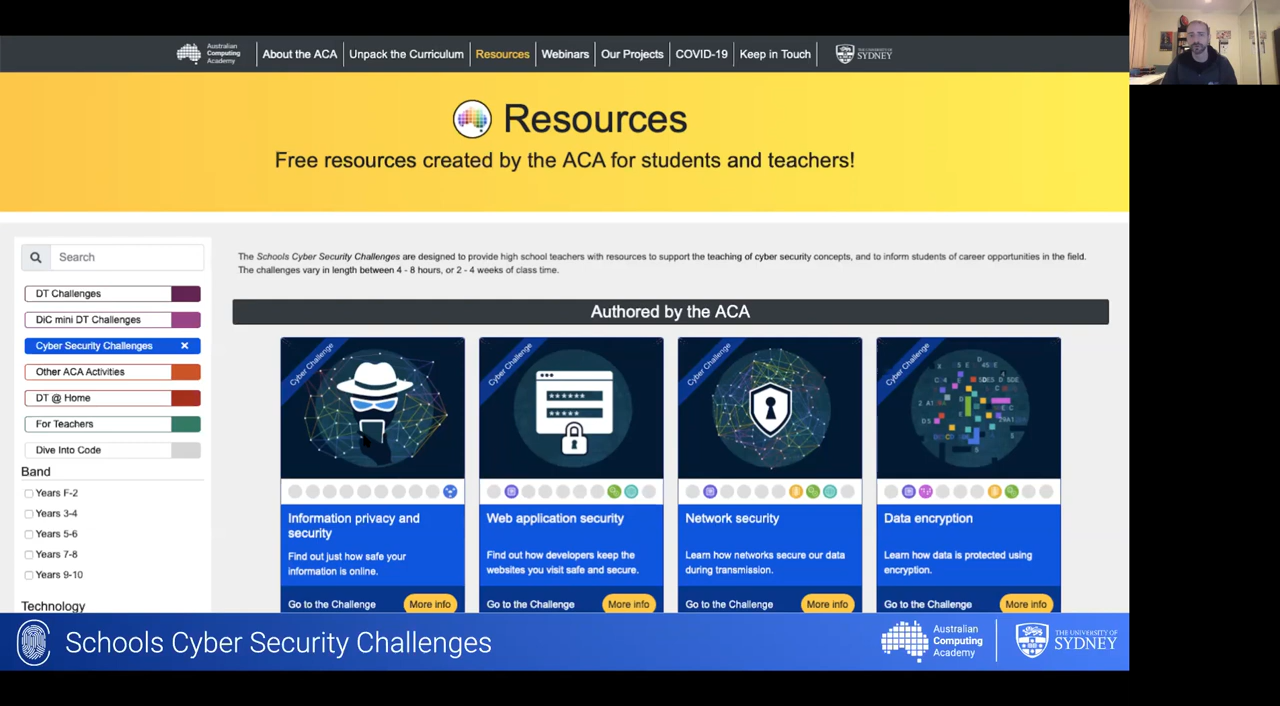 Australian
Computing
Academy
About the ACA
Unpack the Curriculum
Resources
Webinars
Our Projects
COVID-19
Keep in Touch
THE UNIVERSITY OF
SYDNEY
Resources
Free resources created by the ACA for students and teachers!
Search
DT Challenges
DiC mini DT Challenges
Cyber Security Challenges ×
Other ACA Activities
DT @ Home
For Teachers
Dive Into Code
Band
Years F-2
Years 3-4
Years 5-6
Years 7-8
Years 9-10
Technology
The Schools Cyber Security Challenges are designed to provide high school teachers with resources to support the teaching of cyber security concepts, and to inform students of career opportunities in the field.
The challenges vary in length between 4 - 8 hours, or 2 - 4 weeks of class time.
Authored by the ACA
Cyber Challenge
Information privacy and
security
Find out just how safe your
information is online.
Go to the Challenge
More info
Cyber Challenge
Web application security
Find out how developers keep the
websites you visit safe and secure.
Go to the Challenge
More info
Cyber Challenge
Network security
Learn how networks secure our data
during transmission.
Go to the Challenge
More info
Cyber Challenge
Data encryption
Learn how data is protected using
encryption.
Go to the Challenge
More info
Schools Cyber Security Challenges
Australian
Computing
Academy
THE UNIVERSITY OF
SYDNEY